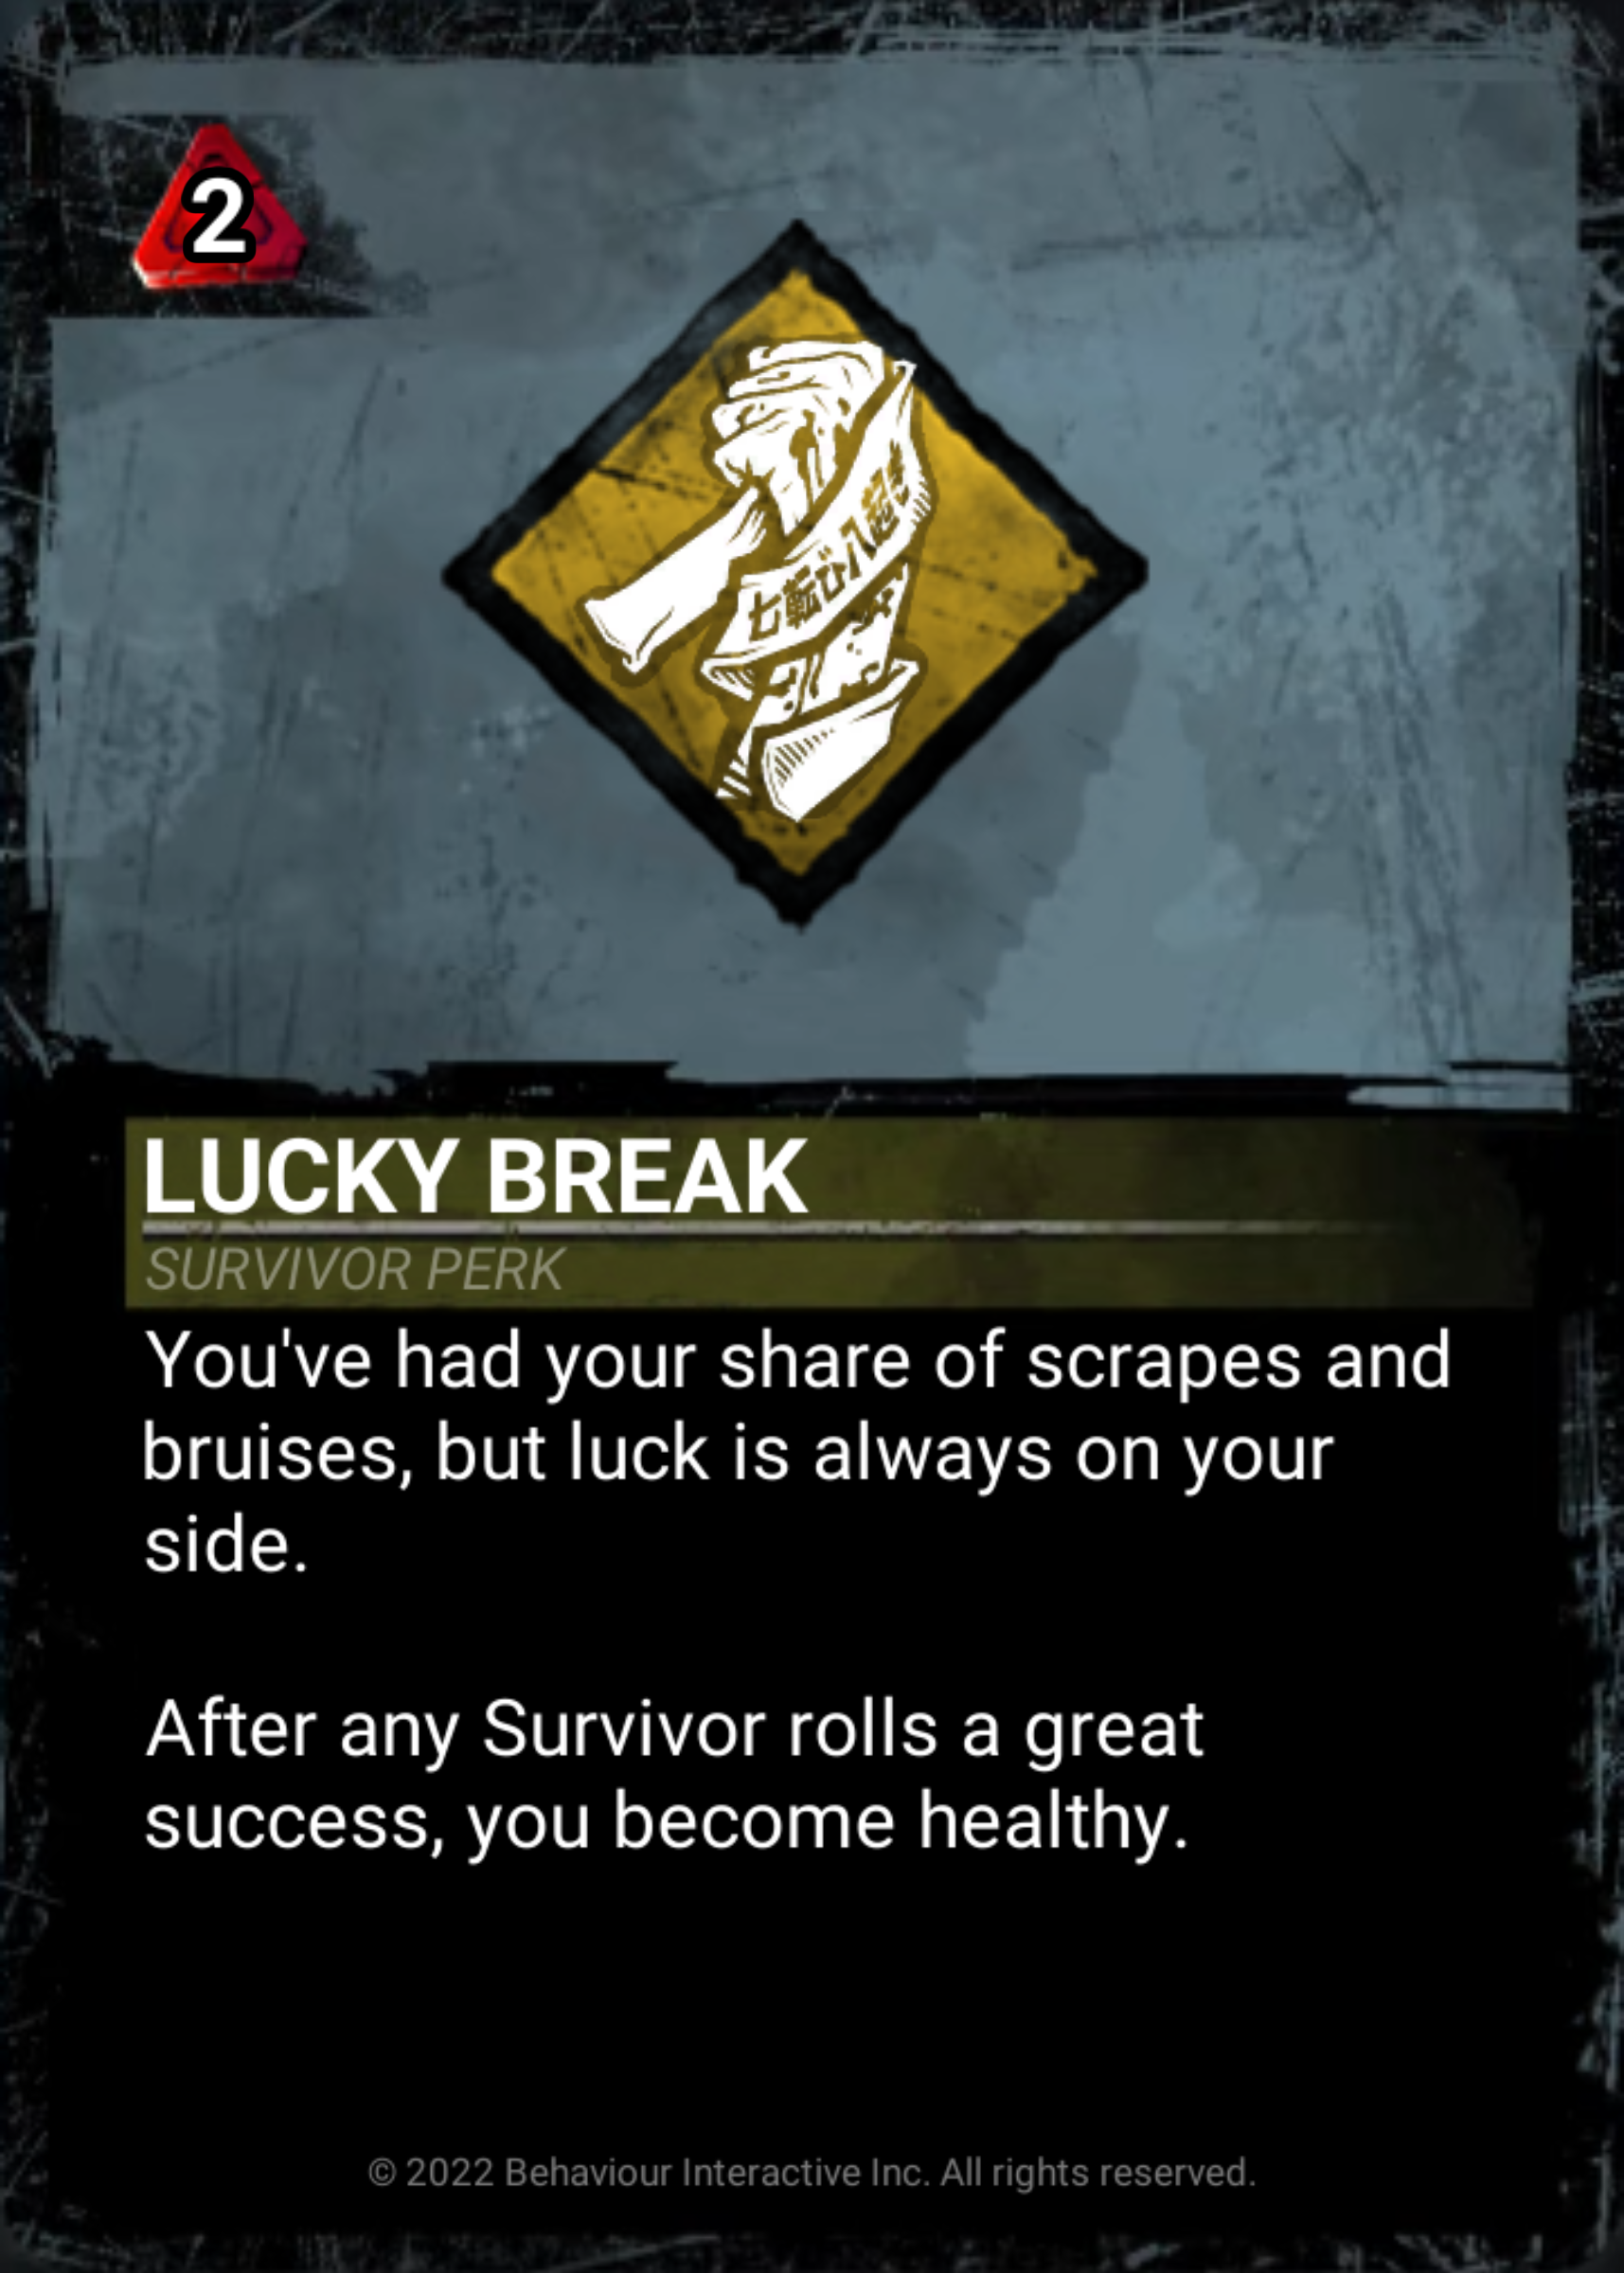 2
七転び八起き
LUCKY BREAK
SURVIVOR PERK
You've had your share of scrapes and
bruises, but luck is always on your
side.
After any Survivor rolls a great
success, you become healthy.
© 2022 Behaviour Interactive Inc. All rights reserved.